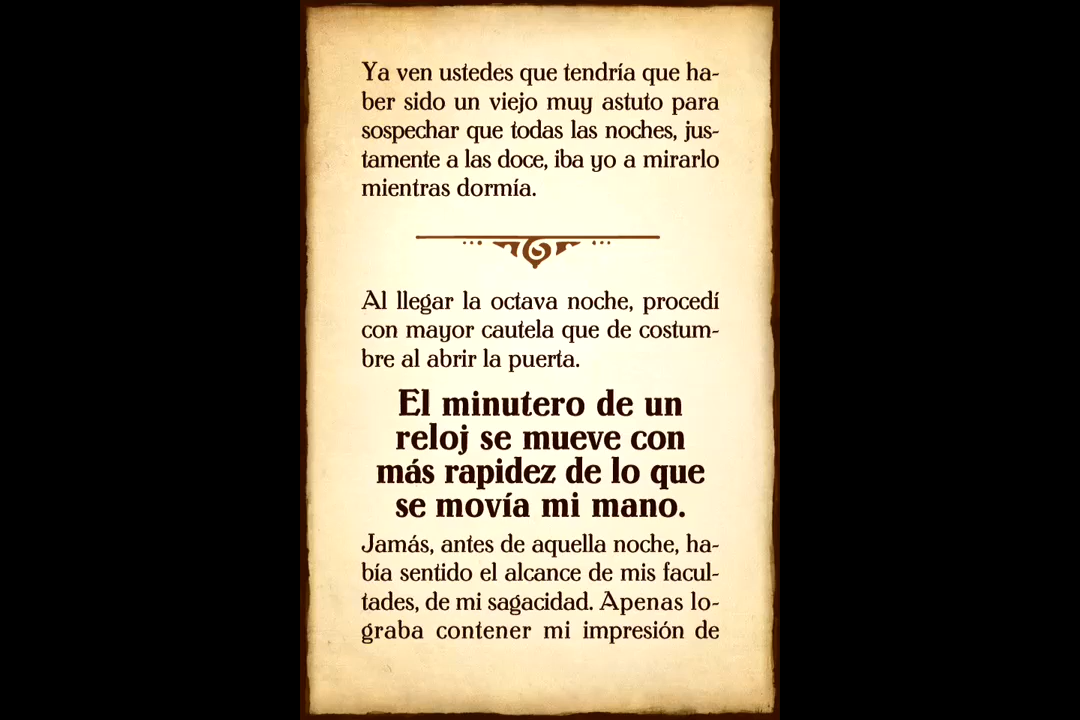 Ya ven ustedes que tendría que ha-
ber sido un viejo muy astuto para
sospechar que todas las noches, jus-
tamente a las doce, iba yo a mirarlo
mientras dormía.
Al llegar la octava noche, procedí
con mayor cautela que de costum-
bre al abrir la puerta.
El minutero de un
reloj se mueve con
más rapidez de lo que
se movía mi mano.
Jamás, antes de aquella noche, ha-
bía sentido el alcance de mis facul-
tades, de mi sagacidad. Apenas lo-
graba contener mi impresión de